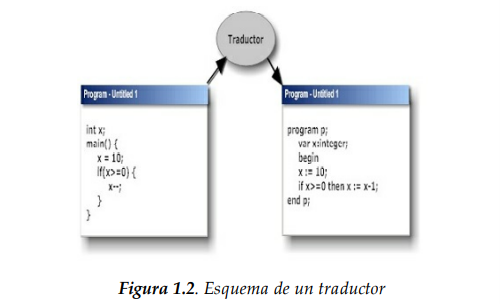 Traductor
Program - Untitled 1
int x;
main() {
x = 10;
if(x>=0) {
x--;
}
}
Program - Untitled 1
program p;
var x:integer;
begin
x := 10;
if x>=0 then x := x-1;
end p;
Figura 1.2. Esquema de un traductor